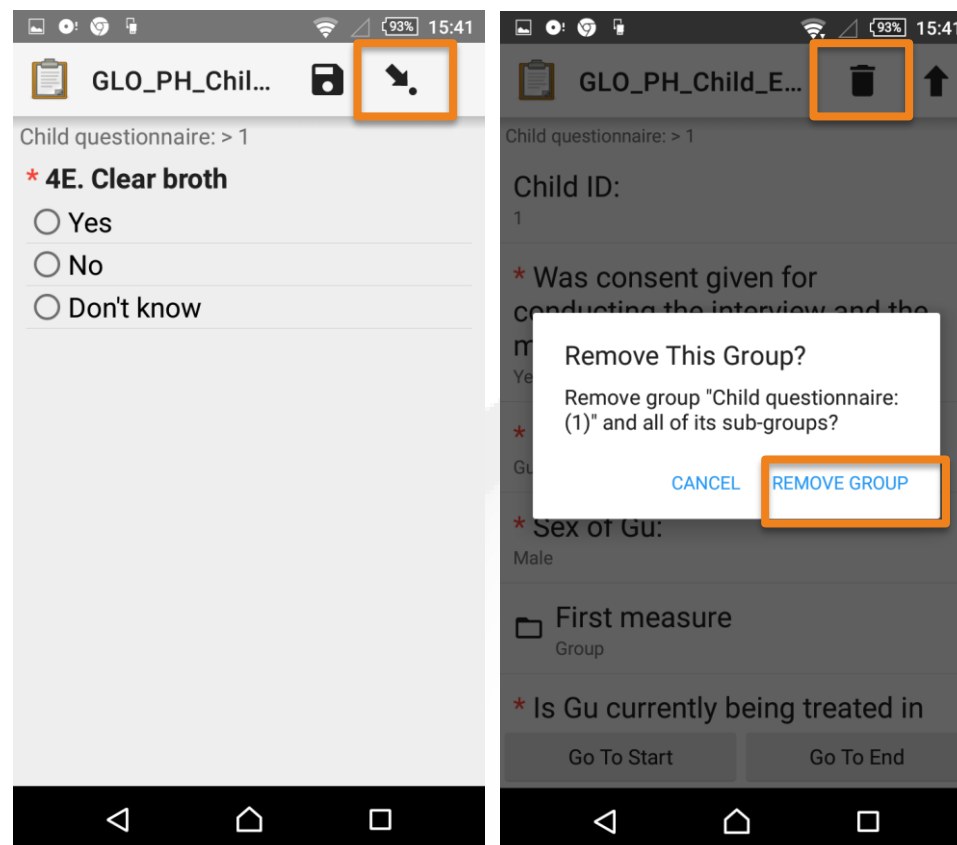 93% 15:41
GLO_PH_Chil...
Child questionnaire: > 1
* 4E. Clear broth
Yes
No
Don't know
93% 15:41
GLO_PH_Child_E...
Child questionnaire: > 1
Child ID:
1
* Was consent given for
conducting the interview and the
m
Ye
Remove This Group?
Remove group "Child questionnaire:
(1)" and all of its sub-groups?
CANCEL REMOVE GROUP
*
Gu
* Sex of Gu:
Male
First measure
Group
* Is Gu currently being treated in
Go To Start Go To End